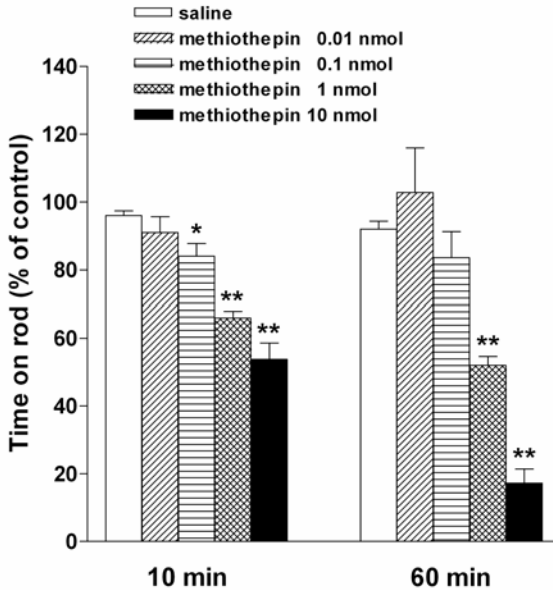 saline
methiothepin 0.01 nmol
methiothepin 0.1 nmol
methiothepin 1 nmol
methiothepin 10 nmol
Time on rod (% of control)
140
120
100
80
60
40
20
0
*
**
**
**
**
10 min
60 min